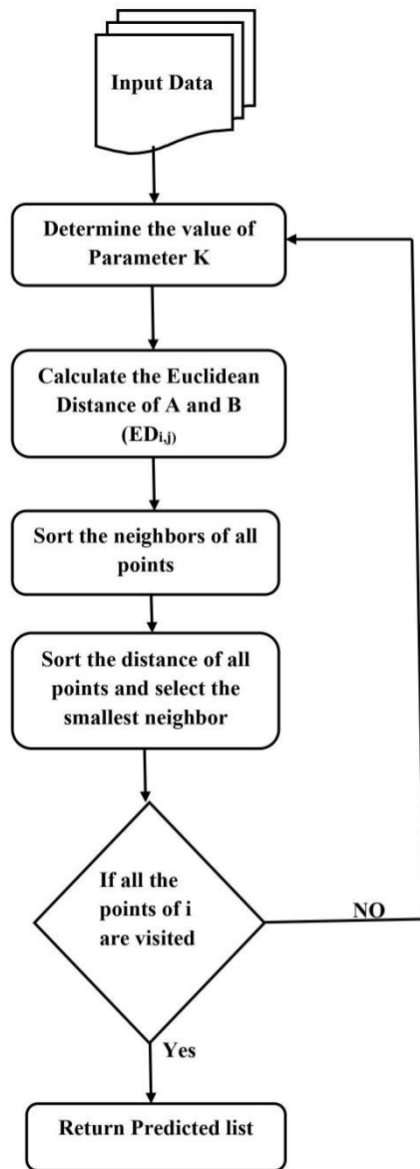 Input Data
Determine the value of
Parameter K
Calculate the Euclidean
Distance of A and B
(EDi,j)
Sort the neighbors of all
points
Sort the distance of all
points and select the
smallest neighbor
If all the
points of i
are visited
NO
Yes
Return Predicted list